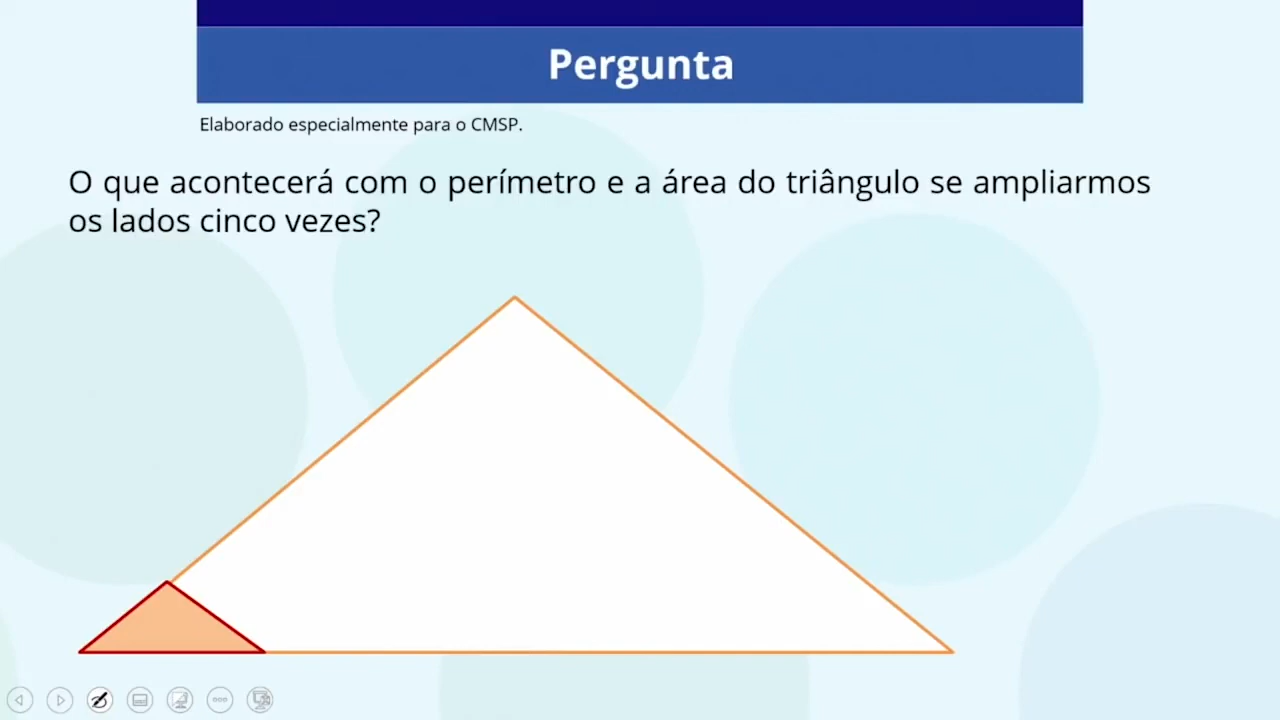 Pergunta
Elaborado especialmente para o CMSP.
O que acontecerá com o perímetro e a área do triângulo se ampliarmos
os lados cinco vezes?